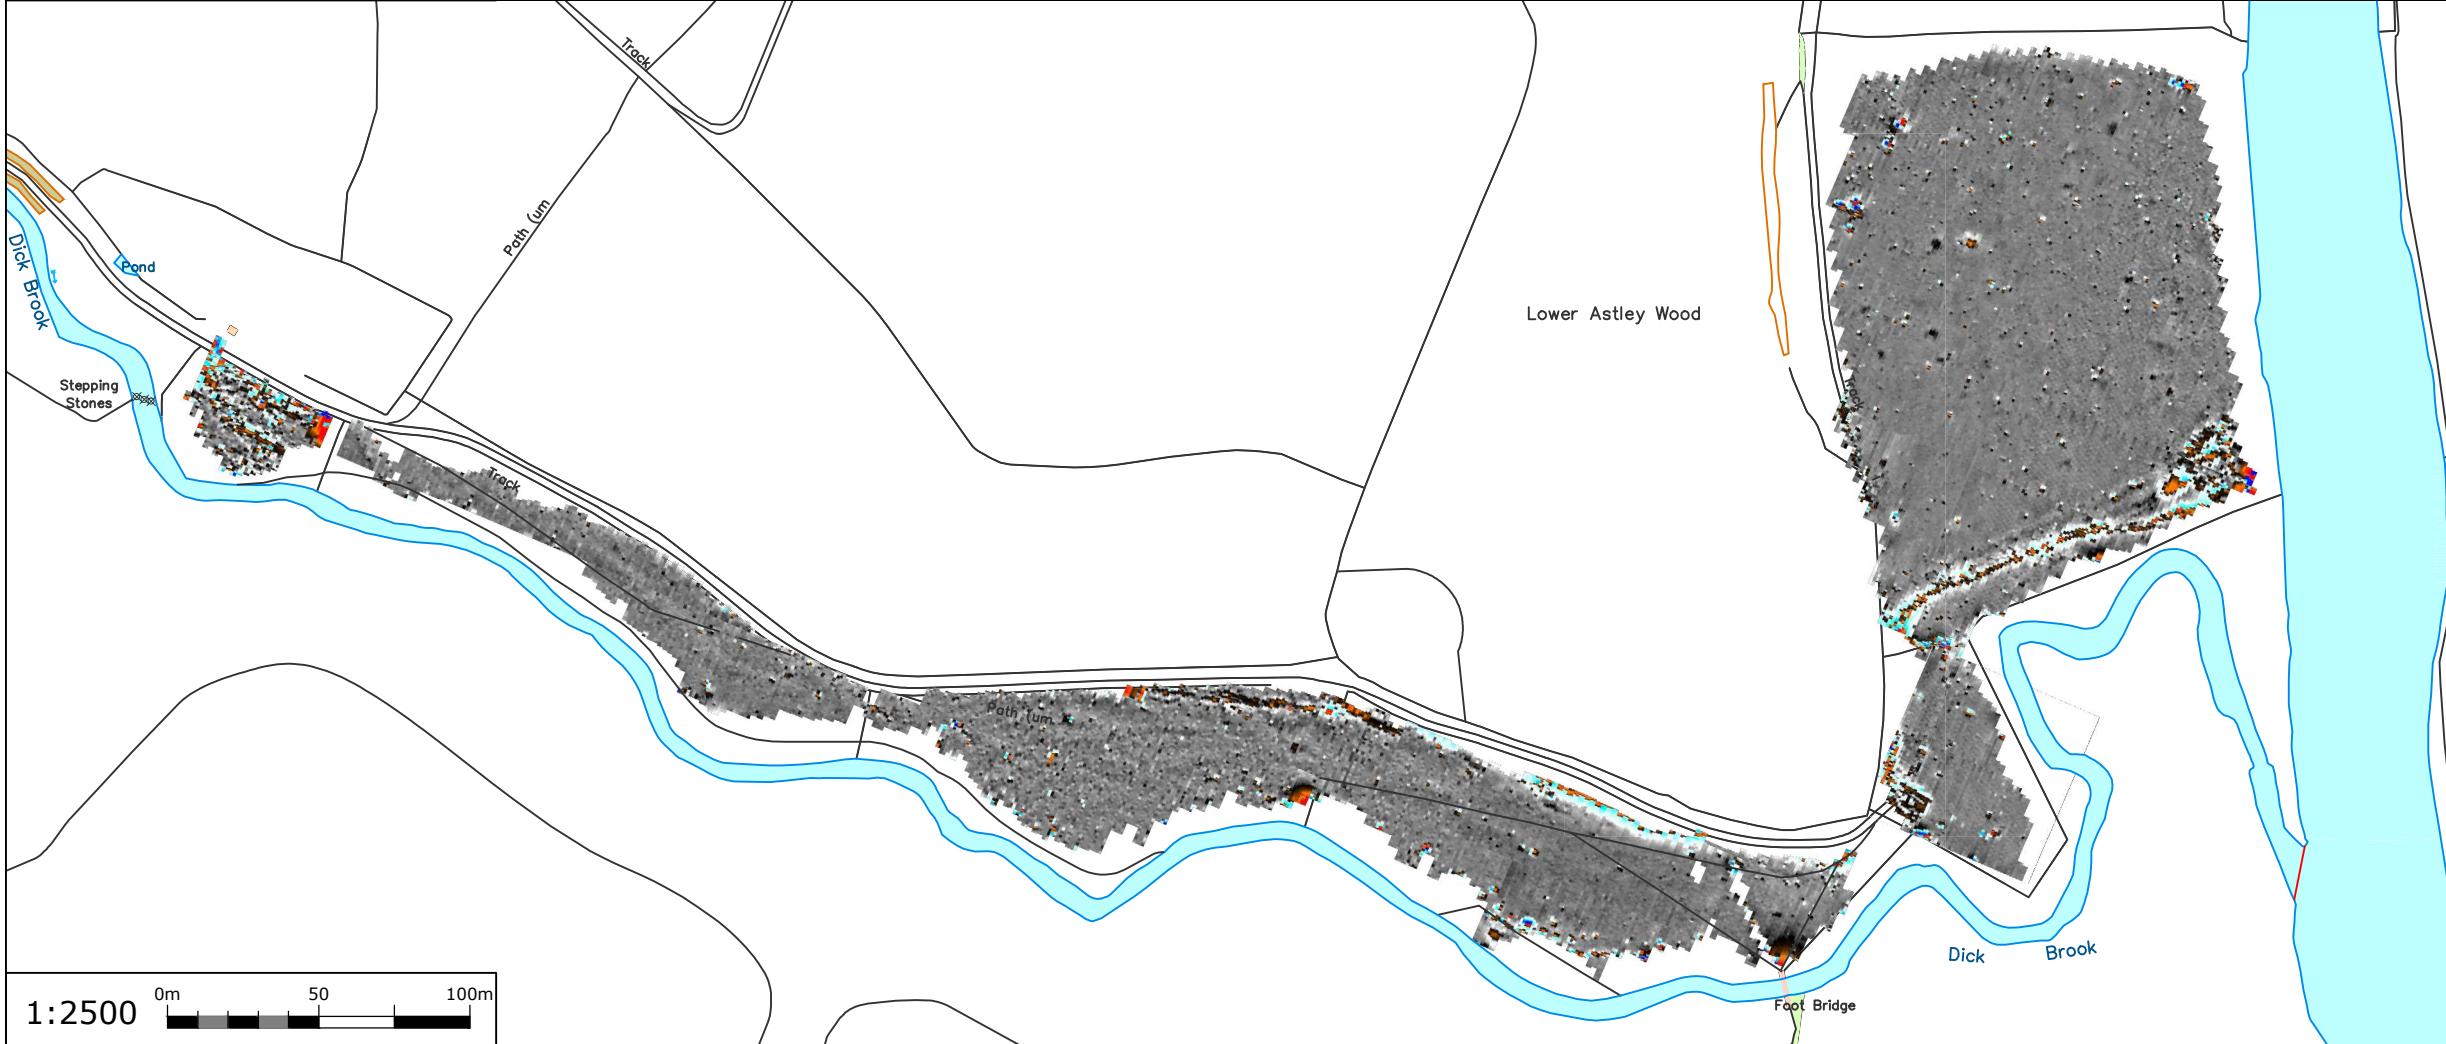 Track
Path (um
Dick Brook
Pond
Stepping
Stones
Track
Lower Astley Wood
Track
Path (um
Dick Brook
Foot Bridge
1:2500
0m 50 100m